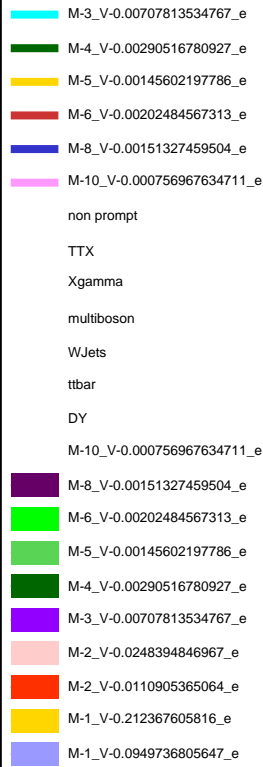 M-3_V-0.00707813534767_e
M-4_V-0.00290516780927_e
M-5_V-0.00145602197786_e
M-6_V-0.00202484567313_e
M-8_V-0.00151327459504_e
M-10_V-0.000756967634711_e
non prompt
TTX
Xgamma
multiboson
WJets
ttbar
DY
M-10_V-0.000756967634711_e
M-8_V-0.00151327459504_e
M-6_V-0.00202484567313_e
M-5_V-0.00145602197786_e
M-4_V-0.00290516780927_e
M-3_V-0.00707813534767_e
M-2_V-0.0248394846967_e
M-2_V-0.0110905365064_e
M-1_V-0.212367605816_e
M-1_V-0.0949736805647_e